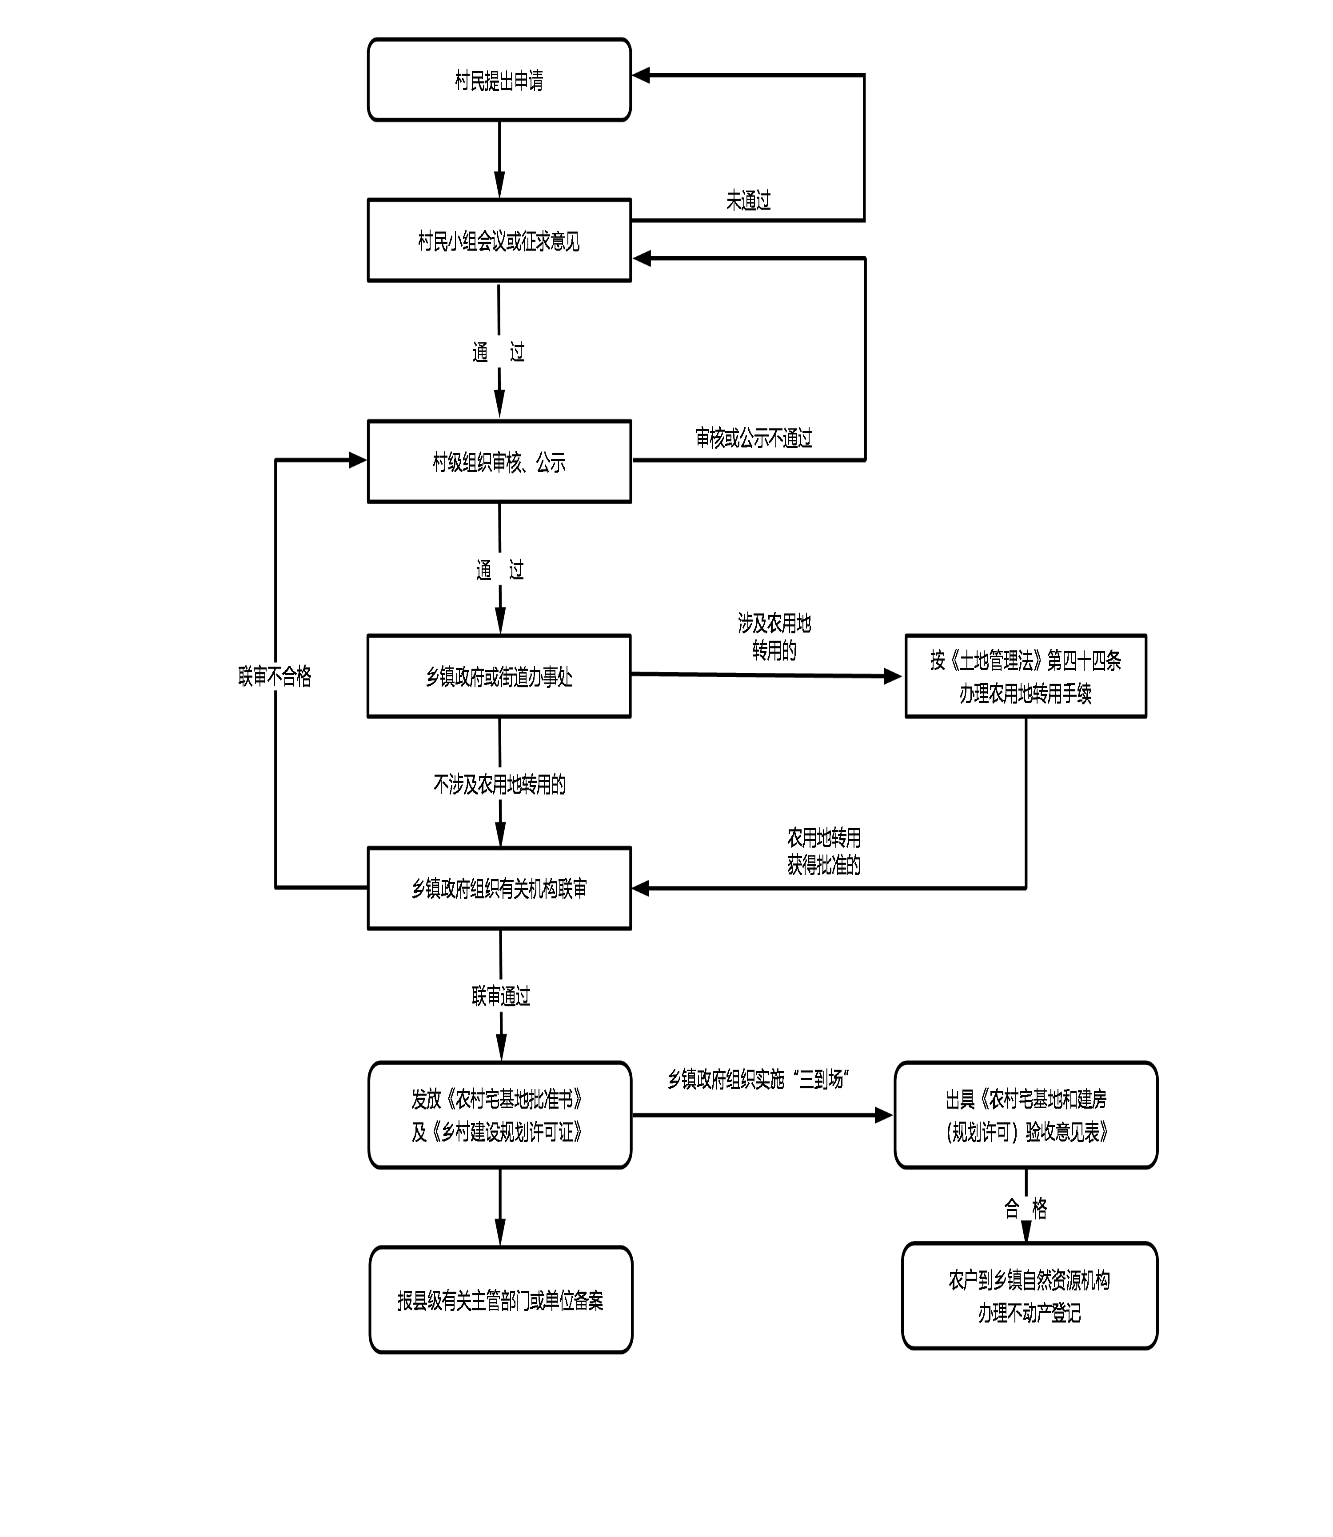 村民提出申请
未通过
村民小组会议或征求意见
通 过
审核或公示不通过
村级组织审核、公示
通 过
涉及农用地
转用的
按《土地管理法》第四十四条
办理农用地转用手续
联审不合格
乡镇政府或街道办事处
不涉及农用地转用的
农用地转用
获得批准的
乡镇政府组织有关机构联审
联审通过
乡镇政府组织实施“三到场“
发放《农村宅基地批准书》
及《乡村建设规划许可证》
出具《农村宅基地和建房
（规划许可）验收意见表》
合 格
报县级有关主管部门或单位备案
农户到乡镇自然资源机构
办理不动产登记